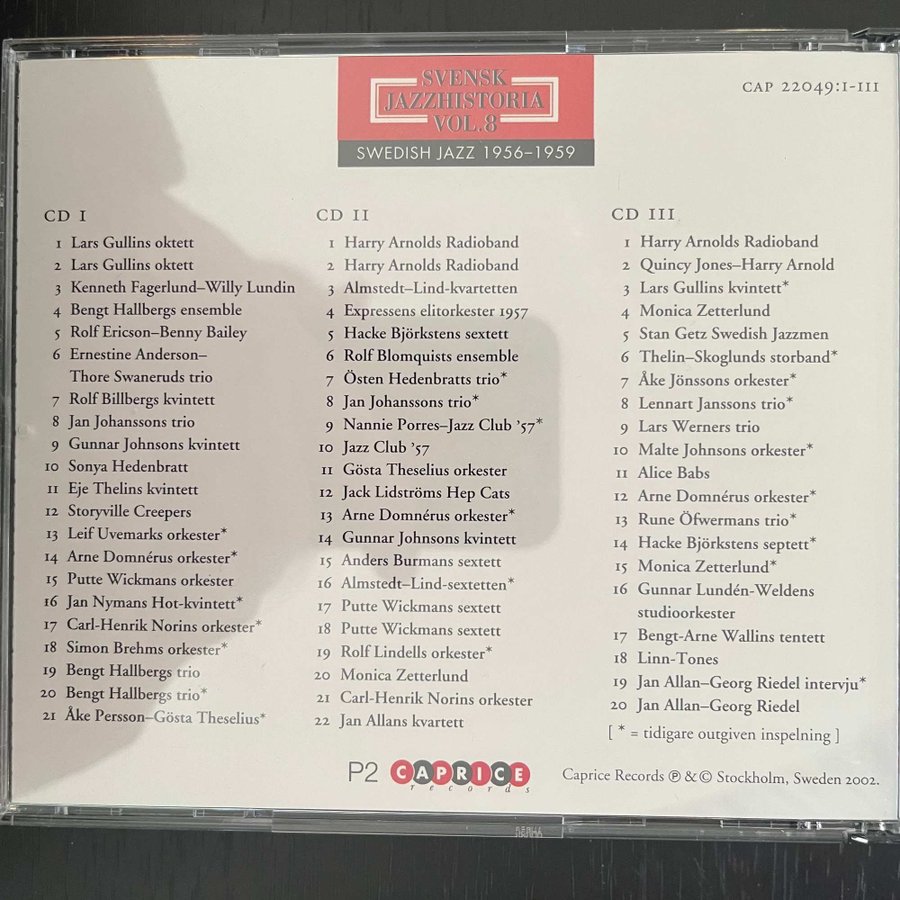 SVENSK
JAZZHISTORIA
VOL. 8
SWEDISH JAZZ 1956–1959
CAP 22049:I-III
CD I
1 Lars Gullins oktett
2 Lars Gullins oktett
3 Kenneth Fagerlund–Willy Lundin
4 Bengt Hallbergs ensemble
5 Rolf Ericson–Benny Bailey
6 Ernestine Anderson–
Thore Swaneruds trio
7 Rolf Billbergs kvintett
8 Jan Johanssons trio
9 Gunnar Johnsons kvintett
10 Sonya Hedenbratt
11 Eje Thelins kvintett
12 Storyville Creepers
13 Leif Uvemarks orkester*
14 Arne Domnérus orkester*
15 Putte Wickmans orkester
16 Jan Nymans Hot-kvintett*
17 Carl-Henrik Norins orkester*
18 Simon Brehms orkester*
19 Bengt Hallbergs trio
20 Bengt Hallbergs trio*
21 Åke Persson–Gösta Theselius*
CD II
1 Harry Arnolds Radioband
2 Harry Arnolds Radioband
3 Almstedt–Lind-kvartetten
4 Expressens elitorkester 1957
5 Hacke Björkstens sextett
6 Rolf Blomquists ensemble
7 Östen Hedenbratts trio*
8 Jan Johanssons trio*
9 Nannie Porres–Jazz Club ’57*
10 Jazz Club ’57
11 Gösta Theselius orkester
12 Jack Lidströms Hep Cats
13 Arne Domnérus orkester*
14 Gunnar Johnsons kvintett
15 Anders Burmans sextett
16 Almstedt–Lind-sextetten*
17 Putte Wickmans sextett
18 Putte Wickmans sextett
19 Rolf Lindells orkester*
20 Monica Zetterlund
21 Carl-Henrik Norins orkester
22 Jan Allans kvartett
CD III
1 Harry Arnolds Radioband
2 Quincy Jones–Harry Arnold
3 Lars Gullins kvintett*
4 Monica Zetterlund
5 Stan Getz Swedish Jazzmen
6 Thelin–Skoglunds storband*
7 Åke Jönssons orkester*
8 Lennart Janssons trio*
9 Lars Werners trio
10 Malte Johnsons orkester*
11 Alice Babs
12 Arne Domnérus orkester*
13 Rune Öfwermans trio*
14 Hacke Björkstens septett*
15 Monica Zetterlund*
16 Gunnar Lundén-Weldens
studioorkester
17 Bengt-Arne Wallins tentett
18 Linn-Tones
19 Jan Allan–Georg Riedel intervju*
20 Jan Allan–Georg Riedel
[ * = tidigare outgiven inspelning ]
P2 CAPRICE
records
Caprice Records ℗ & © Stockholm, Sweden 2002.